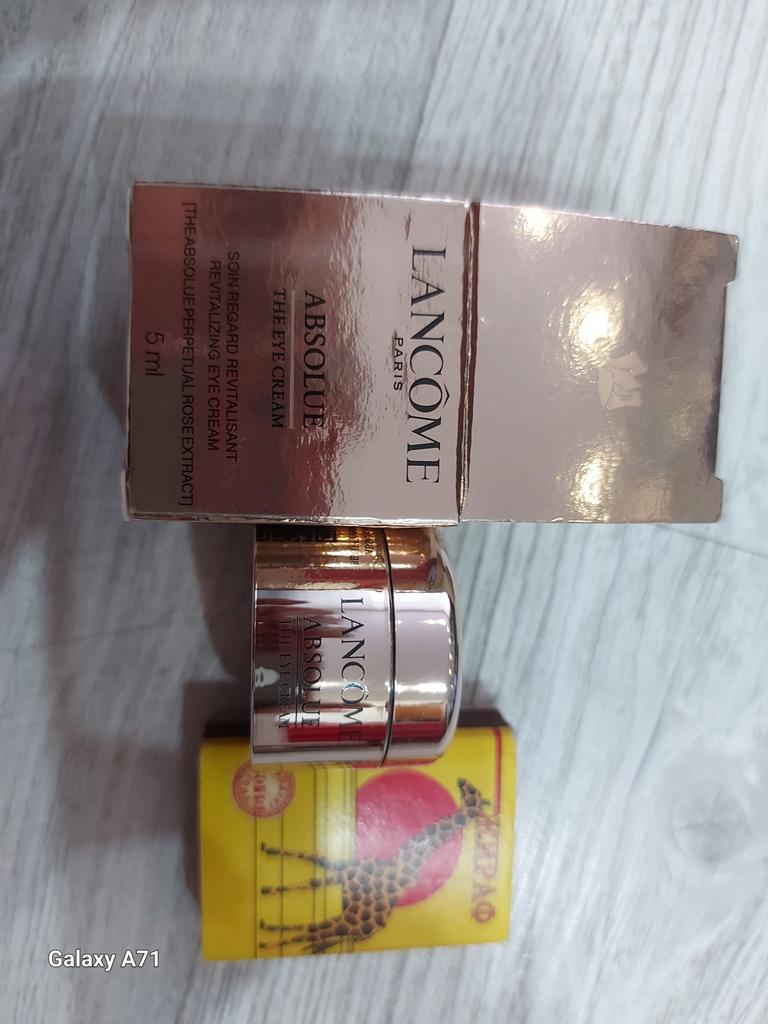 LANCÔME
PARIS
ABSOLUE
THE EYE CREAM
SOIN REGARD REVITALISANT
REVITALIZING EYE CREAM
[THE ABSOLUE PERPETUAL ROSE EXTRACT]
5 ml
LANCÔME
ABSOLUE
THE EYE CREAM
ЖИРАФ
Galaxy A71